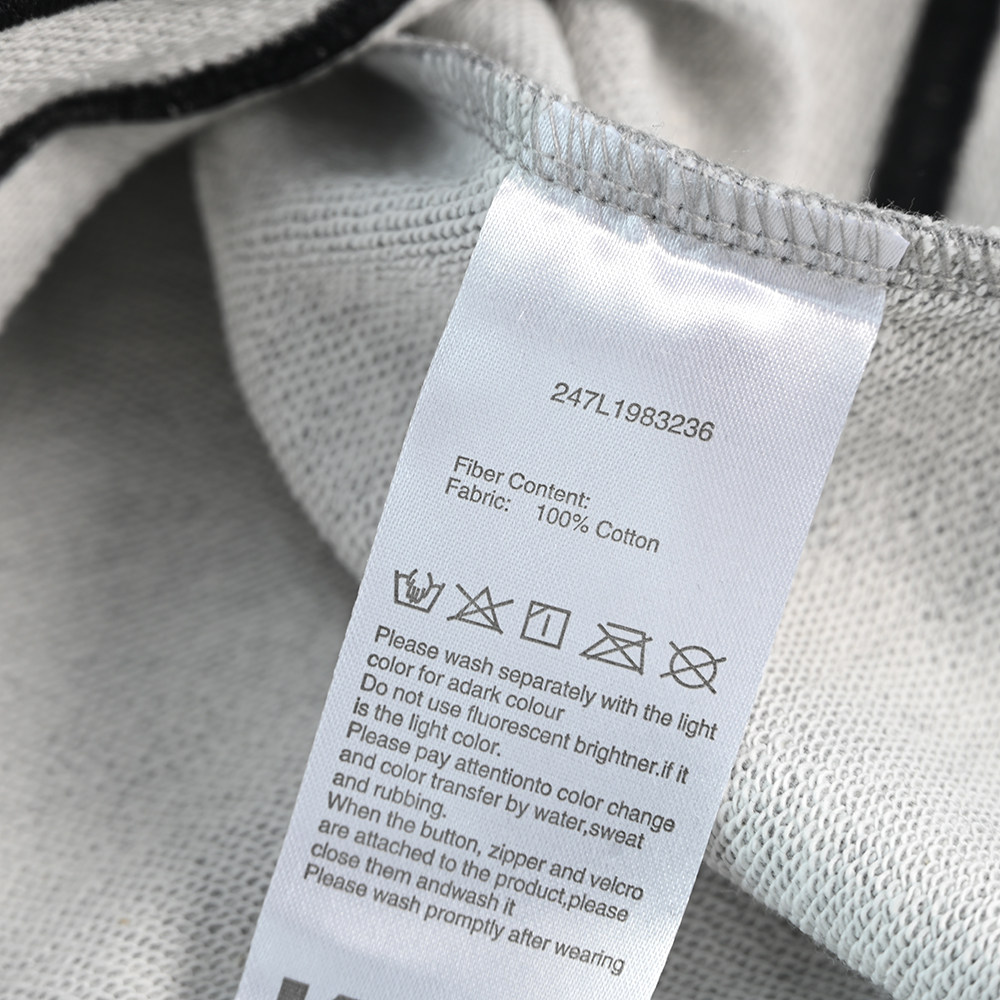 247L1983236
Fiber Content:
Fabric: 100% Cotton
Please wash separately with the light
color for adark colour
Do not use fluorescent brightner.if it
is the light color.
Please pay attentionto color change
and color transfer by water,sweat
and rubbing.
When the button, zipper and velcro
are attached to the product,please
close them andwash it
Please wash promptly after wearing